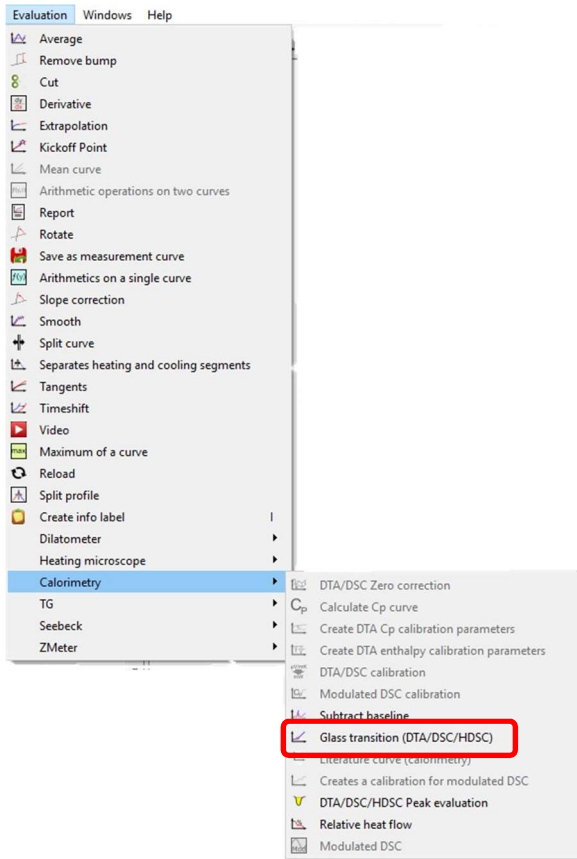 Evaluation Windows Help
Average
Remove bump
Cut
Derivative
Extrapolation
Kickoff Point
Mean curve
Arithmetic operations on two curves
Report
Rotate
Save as measurement curve
f(y) Arithmetics on a single curve
Slope correction
Smooth
Split curve
Separates heating and cooling segments
Tangents
Timeshift
Video
max Maximum of a curve
Reload
Split profile
Create info label I
Dilatometer
Heating microscope
Calorimetry
TG
Seebeck
ZMeter
DTA/DSC Zero correction
Cp Calculate Cp curve
Create DTA Cp calibration parameters
Create DTA enthalpy calibration parameters
DTA/DSC calibration
Modulated DSC calibration
Subtract baseline
Glass transition (DTA/DSC/HDSC)
Literature curve (calorimetry)
Creates a calibration for modulated DSC
DTA/DSC/HDSC Peak evaluation
Relative heat flow
Modulated DSC